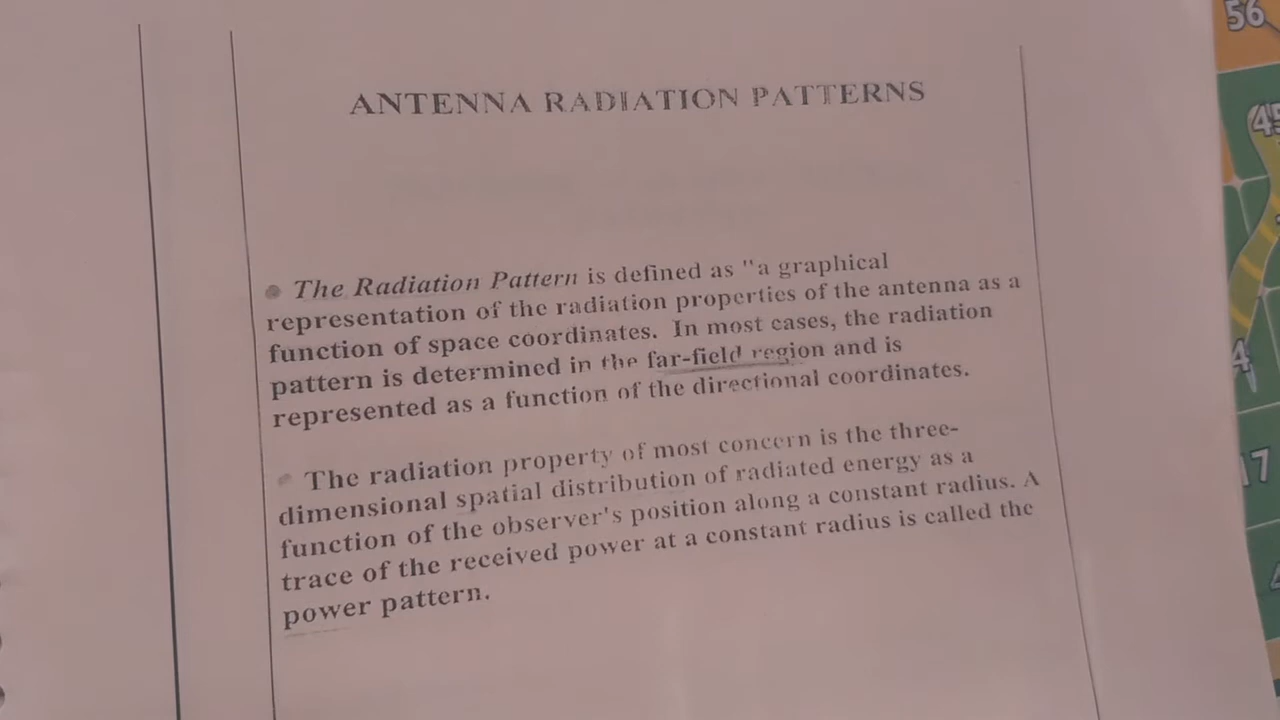 ANTENNA RADIATION PATTERNS
• The Radiation Pattern is defined as "a graphical
representation of the radiation properties of the antenna as a
function of space coordinates. In most cases, the radiation
pattern is determined in the far-field region and is
represented as a function of the directional coordinates.
• The radiation property of most concern is the three-
dimensional spatial distribution of radiated energy as a
function of the observer's position along a constant radius. A
trace of the received power at a constant radius is called the
power pattern.
56
45
4
17